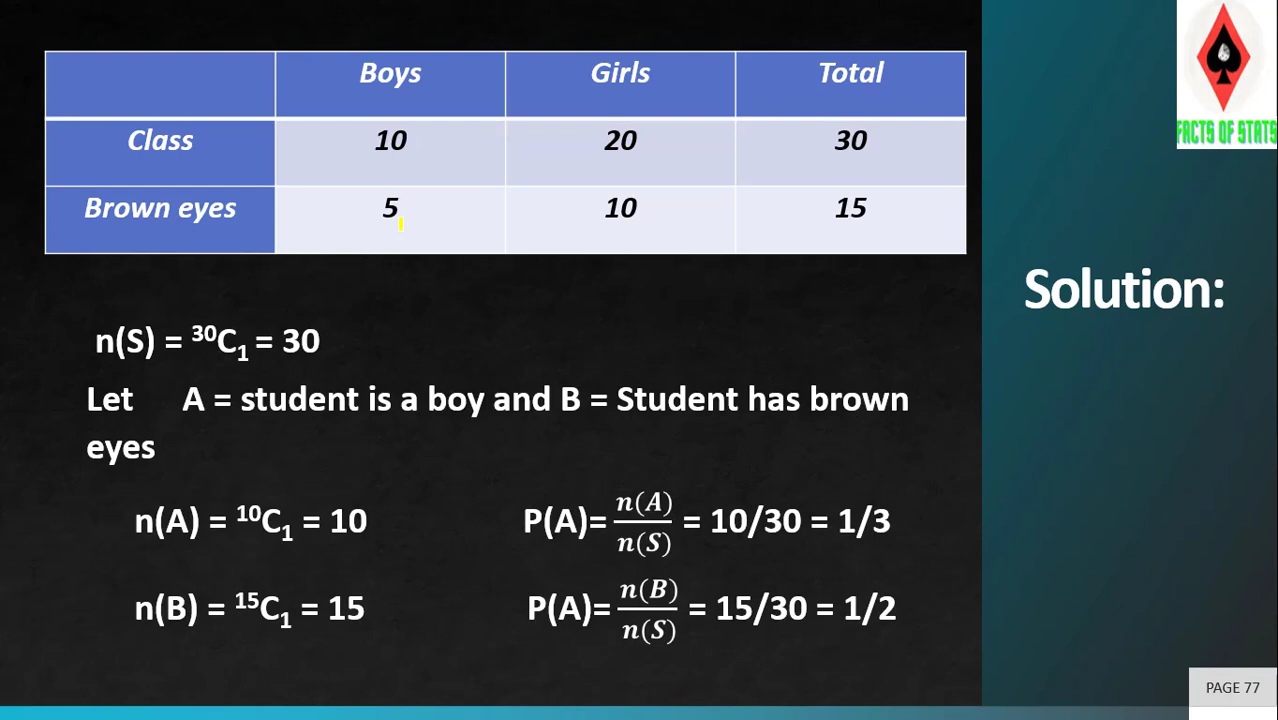 Boys Girls Total
Class 10 20 30
Brown eyes 5 10 15
n(S) = ³⁰C₁ = 30
Let A = student is a boy and B = Student has brown
eyes
n(A) = ¹⁰C₁ = 10 P(A)= n(A)/n(S) = 10/30 = 1/3
n(B) = ¹⁵C₁ = 15 P(A)= n(B)/n(S) = 15/30 = 1/2
Solution:
FACTS OF STATS
PAGE 77